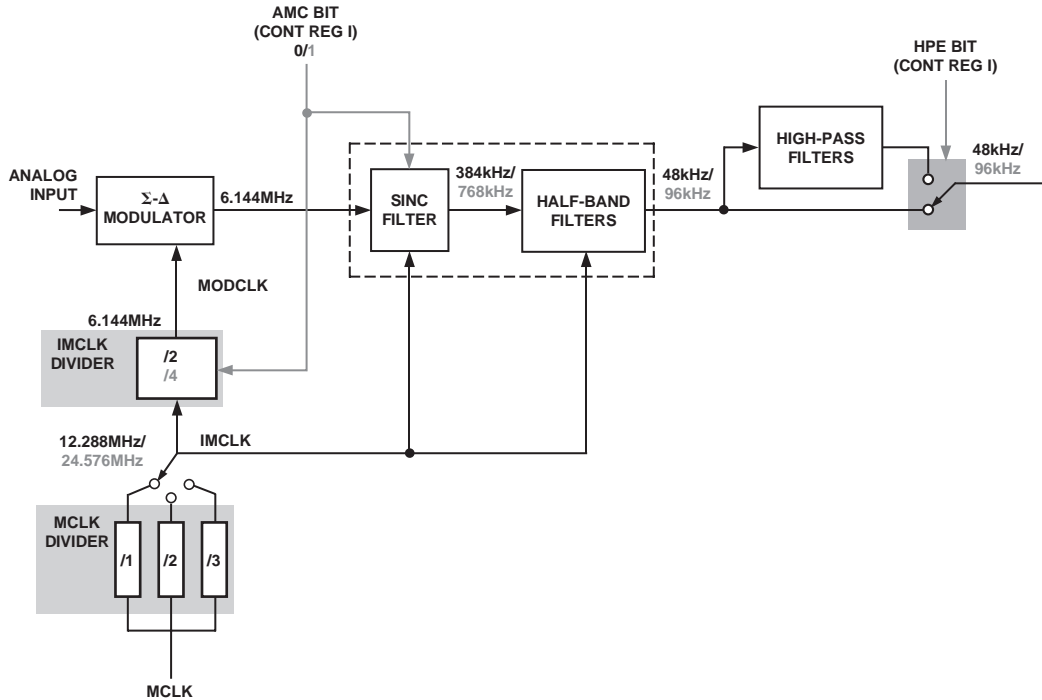 AMC BIT
(CONT REG I)
0/1
HPE BIT
(CONT REG I)
HIGH-PASS
FILTERS
48kHz/
96kHz
ANALOG
INPUT
Σ-Δ
MODULATOR
6.144MHz
SINC
FILTER
384kHz/
768kHz
HALF-BAND
FILTERS
48kHz/
96kHz
MODCLK
6.144MHz
IMCLK
DIVIDER
/2
/4
12.288MHz/
24.576MHz
IMCLK
MCLK
DIVIDER
/1
/2
/3
MCLK